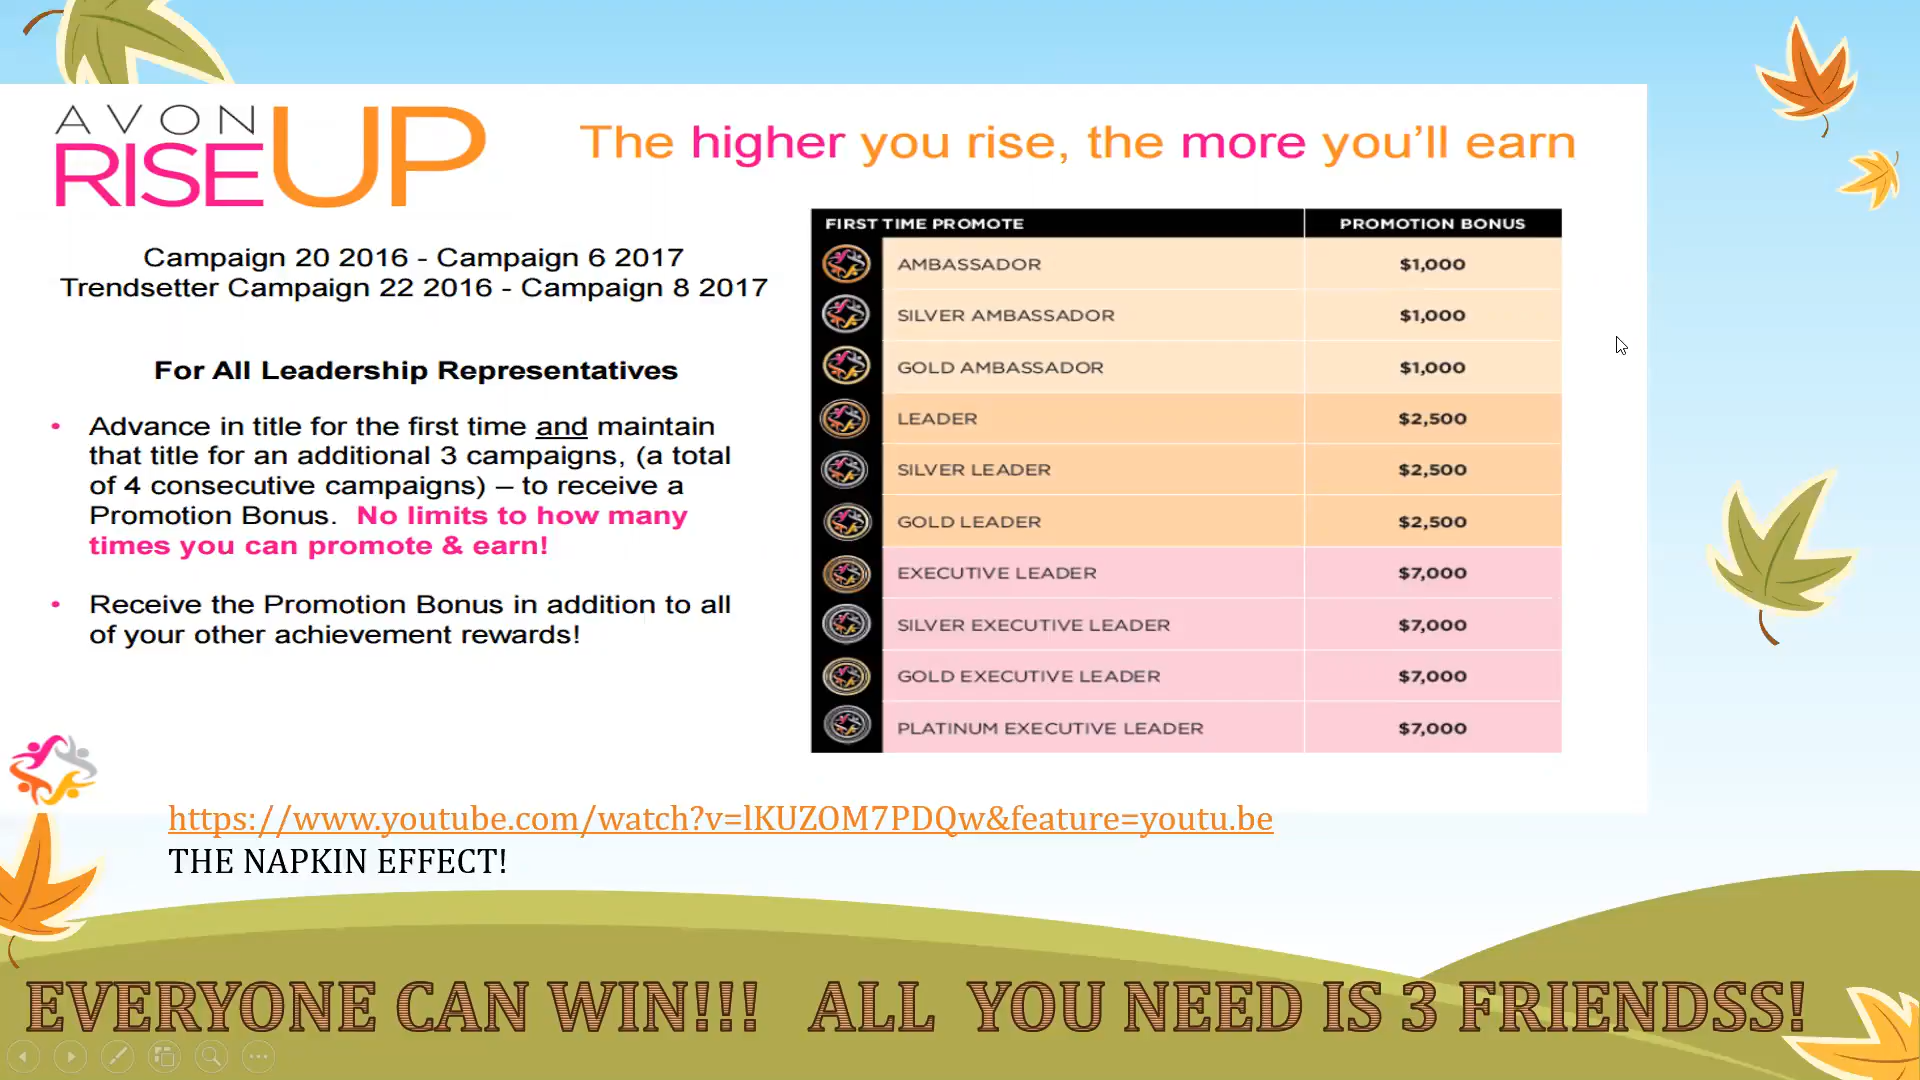 AVON
RISEUP
The higher you rise, the more you'll earn
Campaign 20 2016 - Campaign 6 2017
Trendsetter Campaign 22 2016 - Campaign 8 2017
For All Leadership Representatives
• Advance in title for the first time and maintain
that title for an additional 3 campaigns, (a total
of 4 consecutive campaigns) – to receive a
Promotion Bonus. No limits to how many
times you can promote & earn!
• Receive the Promotion Bonus in addition to all
of your other achievement rewards!
FIRST TIME PROMOTE PROMOTION BONUS
AMBASSADOR $1,000
SILVER AMBASSADOR $1,000
GOLD AMBASSADOR $1,000
LEADER $2,500
SILVER LEADER $2,500
GOLD LEADER $2,500
EXECUTIVE LEADER $7,000
SILVER EXECUTIVE LEADER $7,000
GOLD EXECUTIVE LEADER $7,000
PLATINUM EXECUTIVE LEADER $7,000
https://www.youtube.com/watch?v=lKUZOM7PDQw&feature=youtu.be
THE NAPKIN EFFECT!
EVERYONE CAN WIN!!! ALL YOU NEED IS 3 FRIENDSS!